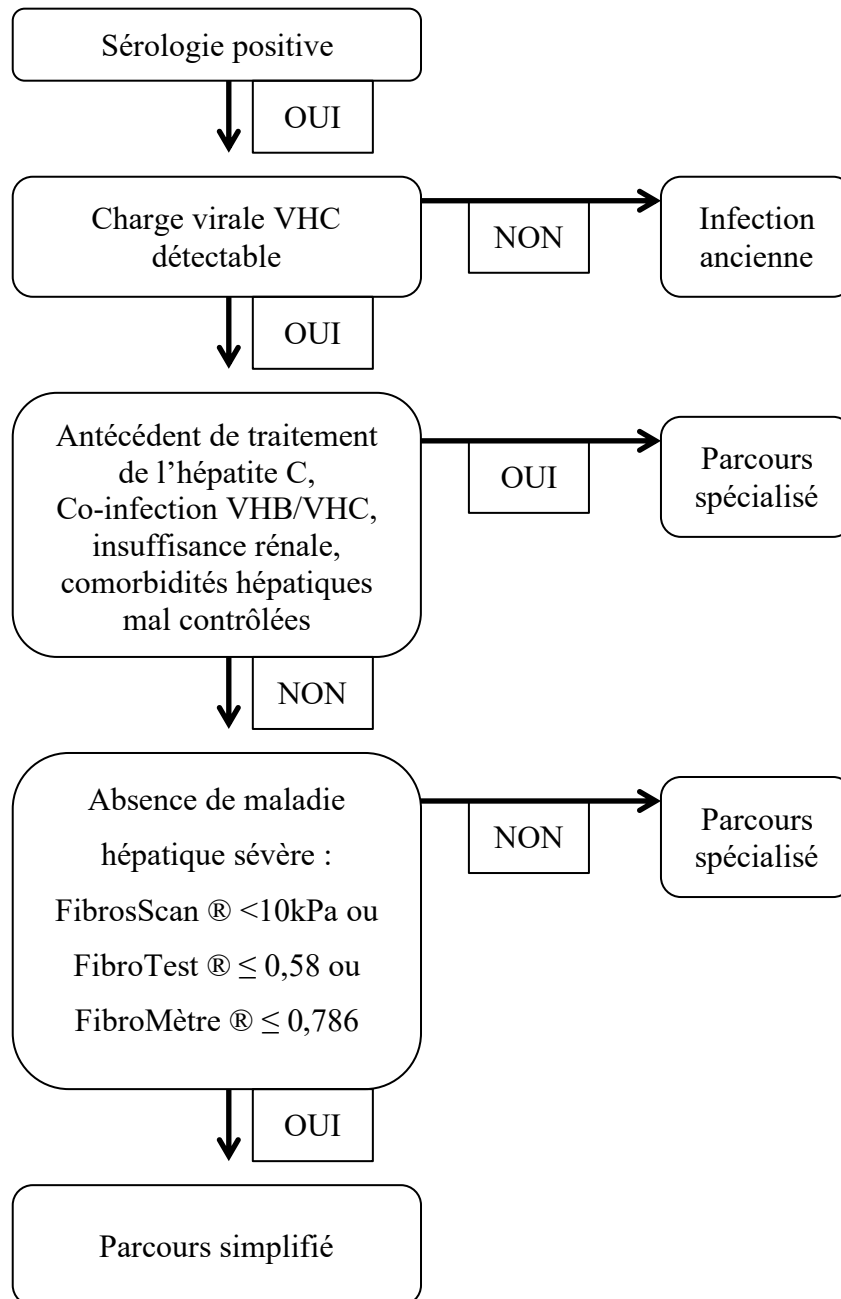 Sérologie positive
OUI
Charge virale VHC
détectable
NON
Infection
ancienne
OUI
Antécédent de traitement
de l’hépatite C,
Co-infection VHB/VHC,
insuffisance rénale,
comorbidités hépatiques
mal contrôlées
OUI
Parcours
spécialisé
NON
Absence de maladie
hépatique sévère :
FibrosScan ® <10kPa ou
FibroTest ® ≤ 0,58 ou
FibroMètre ® ≤ 0,786
NON
Parcours
spécialisé
OUI
Parcours simplifié